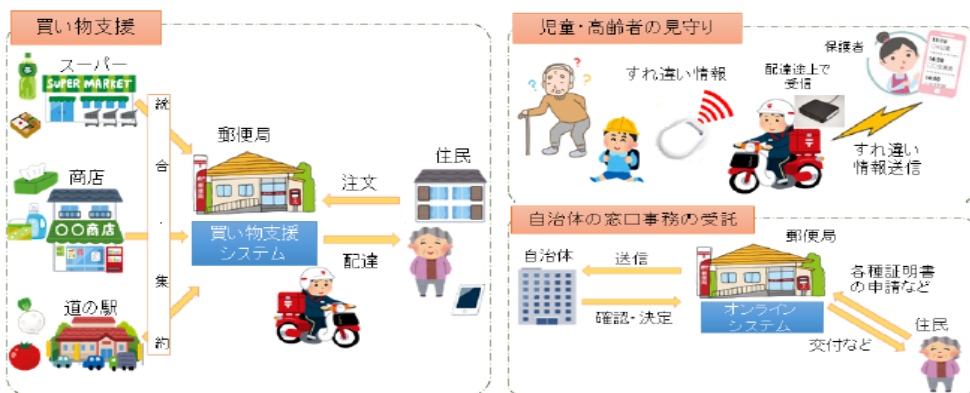 買い物支援
スーパー
SUPER MARKET
商店
〇〇商店
道の駅
統合・集約
郵便局
買い物支援
システム
注文
配達
住民
児童・高齢者の見守り
すれ違い情報
配達途上で
受信
保護者
すれ違い
情報送信
自治体の窓口事務の受託
自治体
送信
確認・決定
郵便局
オンライン
システム
各種証明書
の申請など
交付など
住民